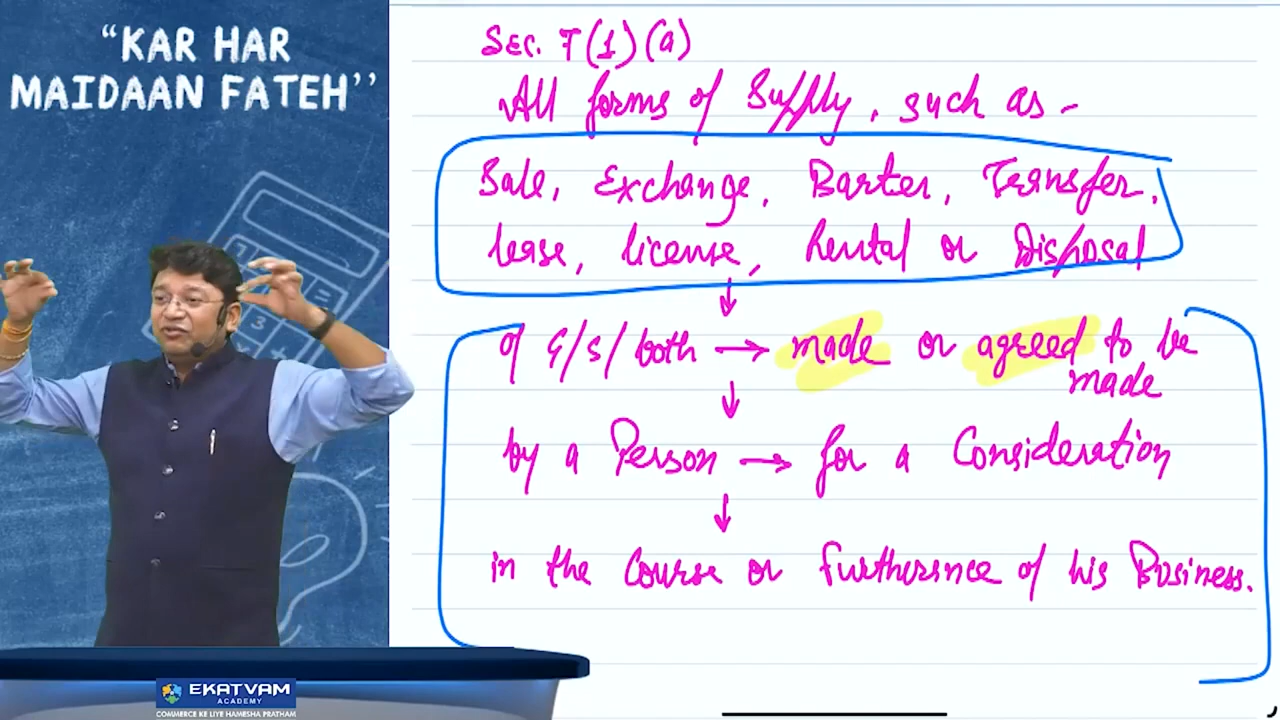 “KAR HAR
MAIDAAN FATEH’’
Sec. 7(1)(a)
All forms of Supply, such as -
Sale, Exchange, Barter, Transfer,
lease, license, Rental or Disposal
of G/S/both → made or agreed to be
made
by a Person → for a Consideration
in the Course or furtherence of his Business.
EKATVAM
ACADEMY
COMMERCE KE LIYE HAMESHA PRATHAM